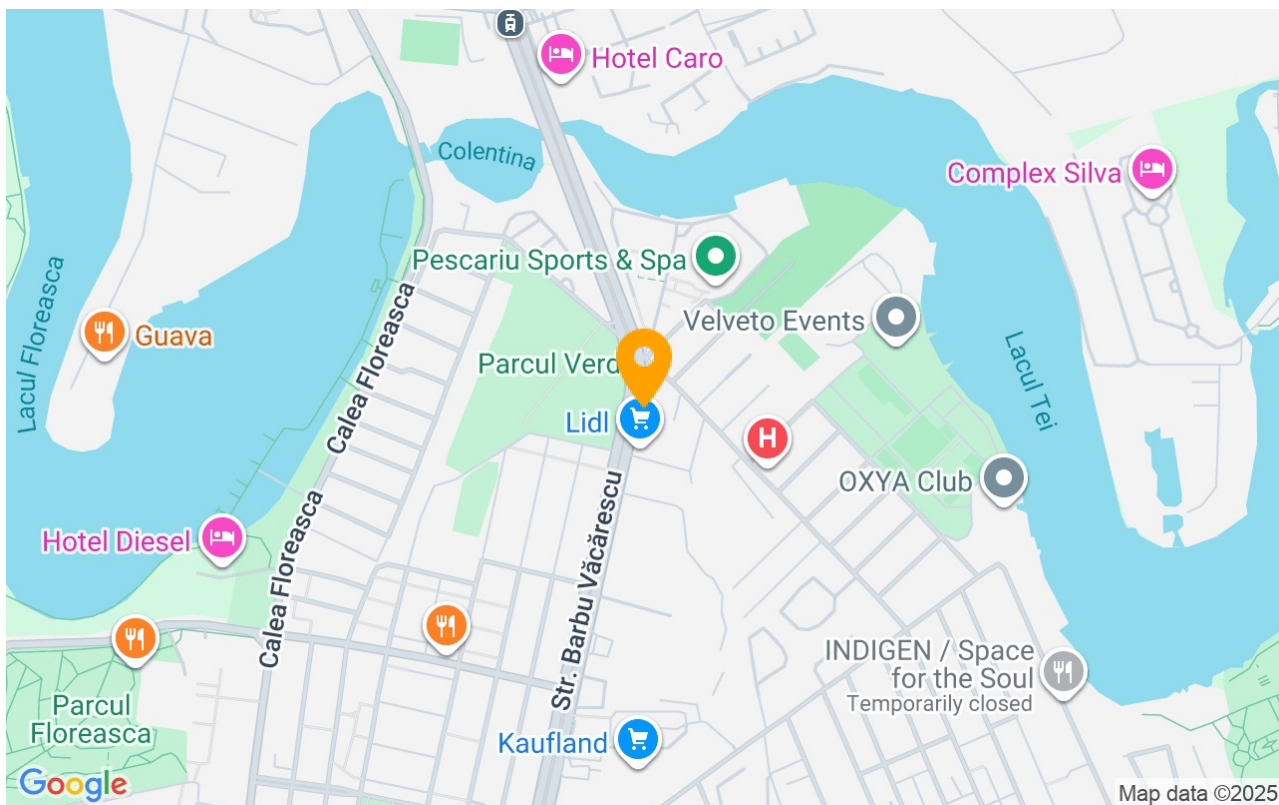 Hotel Caro
Colentina
Complex Silva
Pescariu Sports & Spa
Lacul Floreasca
Guava
Calea Floreasca
Velveto Events
Lacul Tei
Parcul Verd
Lidl
H
OXYA Club
Calea Floreasca
Hotel Diesel
Str. Barbu Văcărescu
INDIGEN / Space
for the Soul
Temporarily closed
Parcul
Floreasca
Kaufland
Google
Map data ©2025